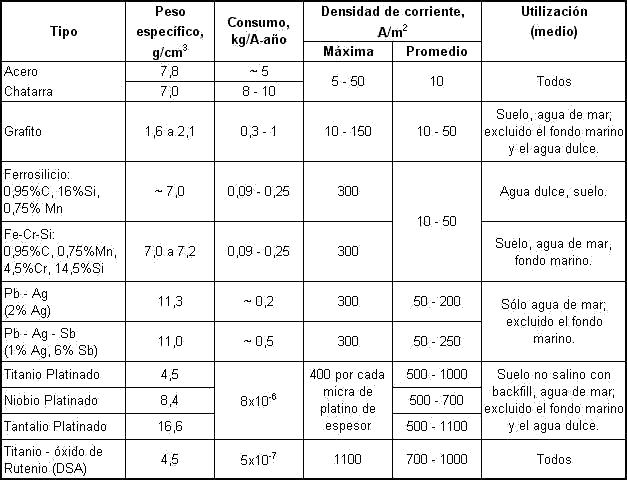 Tipo
Peso
específico,
g/cm3
Consumo,
kg/A-año
Densidad de corriente,
A/m2
Máxima
Promedio
Utilización
(medio)
Acero
7,8
~ 5
5 - 50
10
Todos
Chatarra
7,0
8 - 10
Grafito
1,6 a 2,1
0,3 - 1
10 - 150
10 - 50
Suelo, agua de mar;
excluido el fondo marino
y el agua dulce.
Ferrosilicio:
0,95%C, 16%Si,
0,75% Mn
~ 7,0
0,09 - 0,25
300
10 - 50
Agua dulce, suelo.
Fe-Cr-Si:
0,95%C, 0,75%Mn,
4,5%Cr, 14,5%Si
7,0 a 7,2
0,09 - 0,25
300
Suelo, agua de mar,
fondo marino.
Pb - Ag
(2% Ag)
11,3
~ 0,2
300
50 - 200
Sólo agua de mar;
excluido el fondo
marino.
Pb - Ag - Sb
(1% Ag, 6% Sb)
11,0
~ 0,5
300
50 - 250
Titanio Platinado
4,5
8x10-6
400 por cada
micra de
platino de
espesor
500 - 1000
Suelo no salino con
backfill, agua de mar;
excluido el fondo marino
y el agua dulce.
Niobio Platinado
8,4
500 - 700
Tantalio Platinado
16,6
500 - 1100
Titanio - óxido de
Rutenio (DSA)
4,5
5x10-7
1100
700 - 1000
Todos